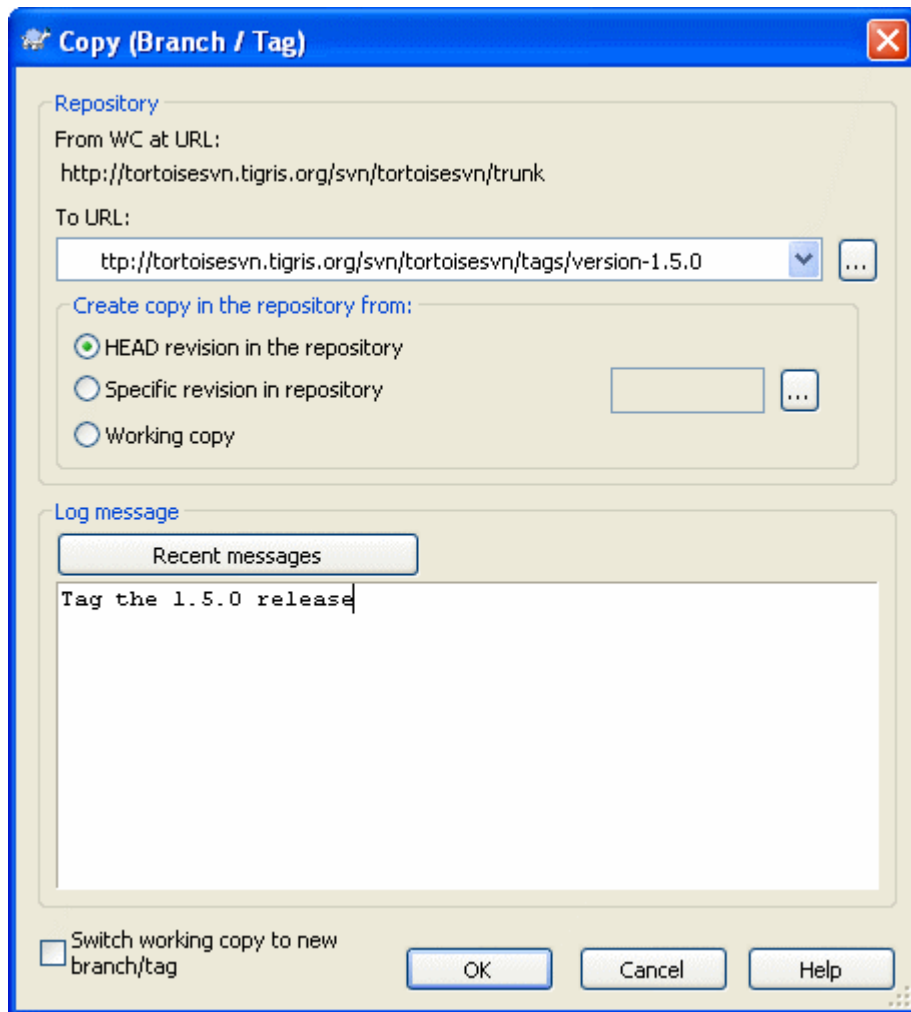 Copy (Branch / Tag)
Repository
From WC at URL:
http://tortoisesvn.tigris.org/svn/tortoisesvn/trunk
To URL:
ttp://tortoisesvn.tigris.org/svn/tortoisesvn/tags/version-1.5.0
...
Create copy in the repository from:
HEAD revision in the repository
Specific revision in repository
...
Working copy
Log message
Recent messages
Tag the 1.5.0 release
Switch working copy to new
branch/tag
OK
Cancel
Help